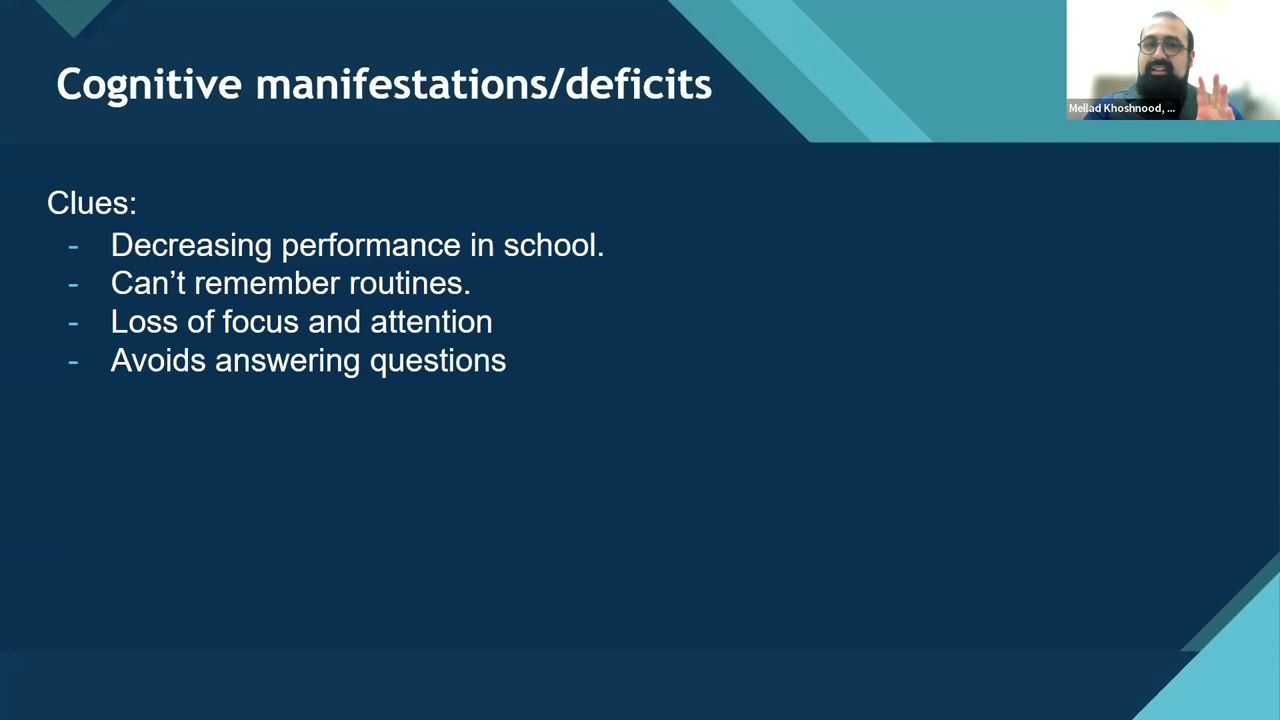 Cognitive manifestations/deficits
Mellad Khoshnood, ...
Clues:
- Decreasing performance in school.
- Can’t remember routines.
- Loss of focus and attention
- Avoids answering questions